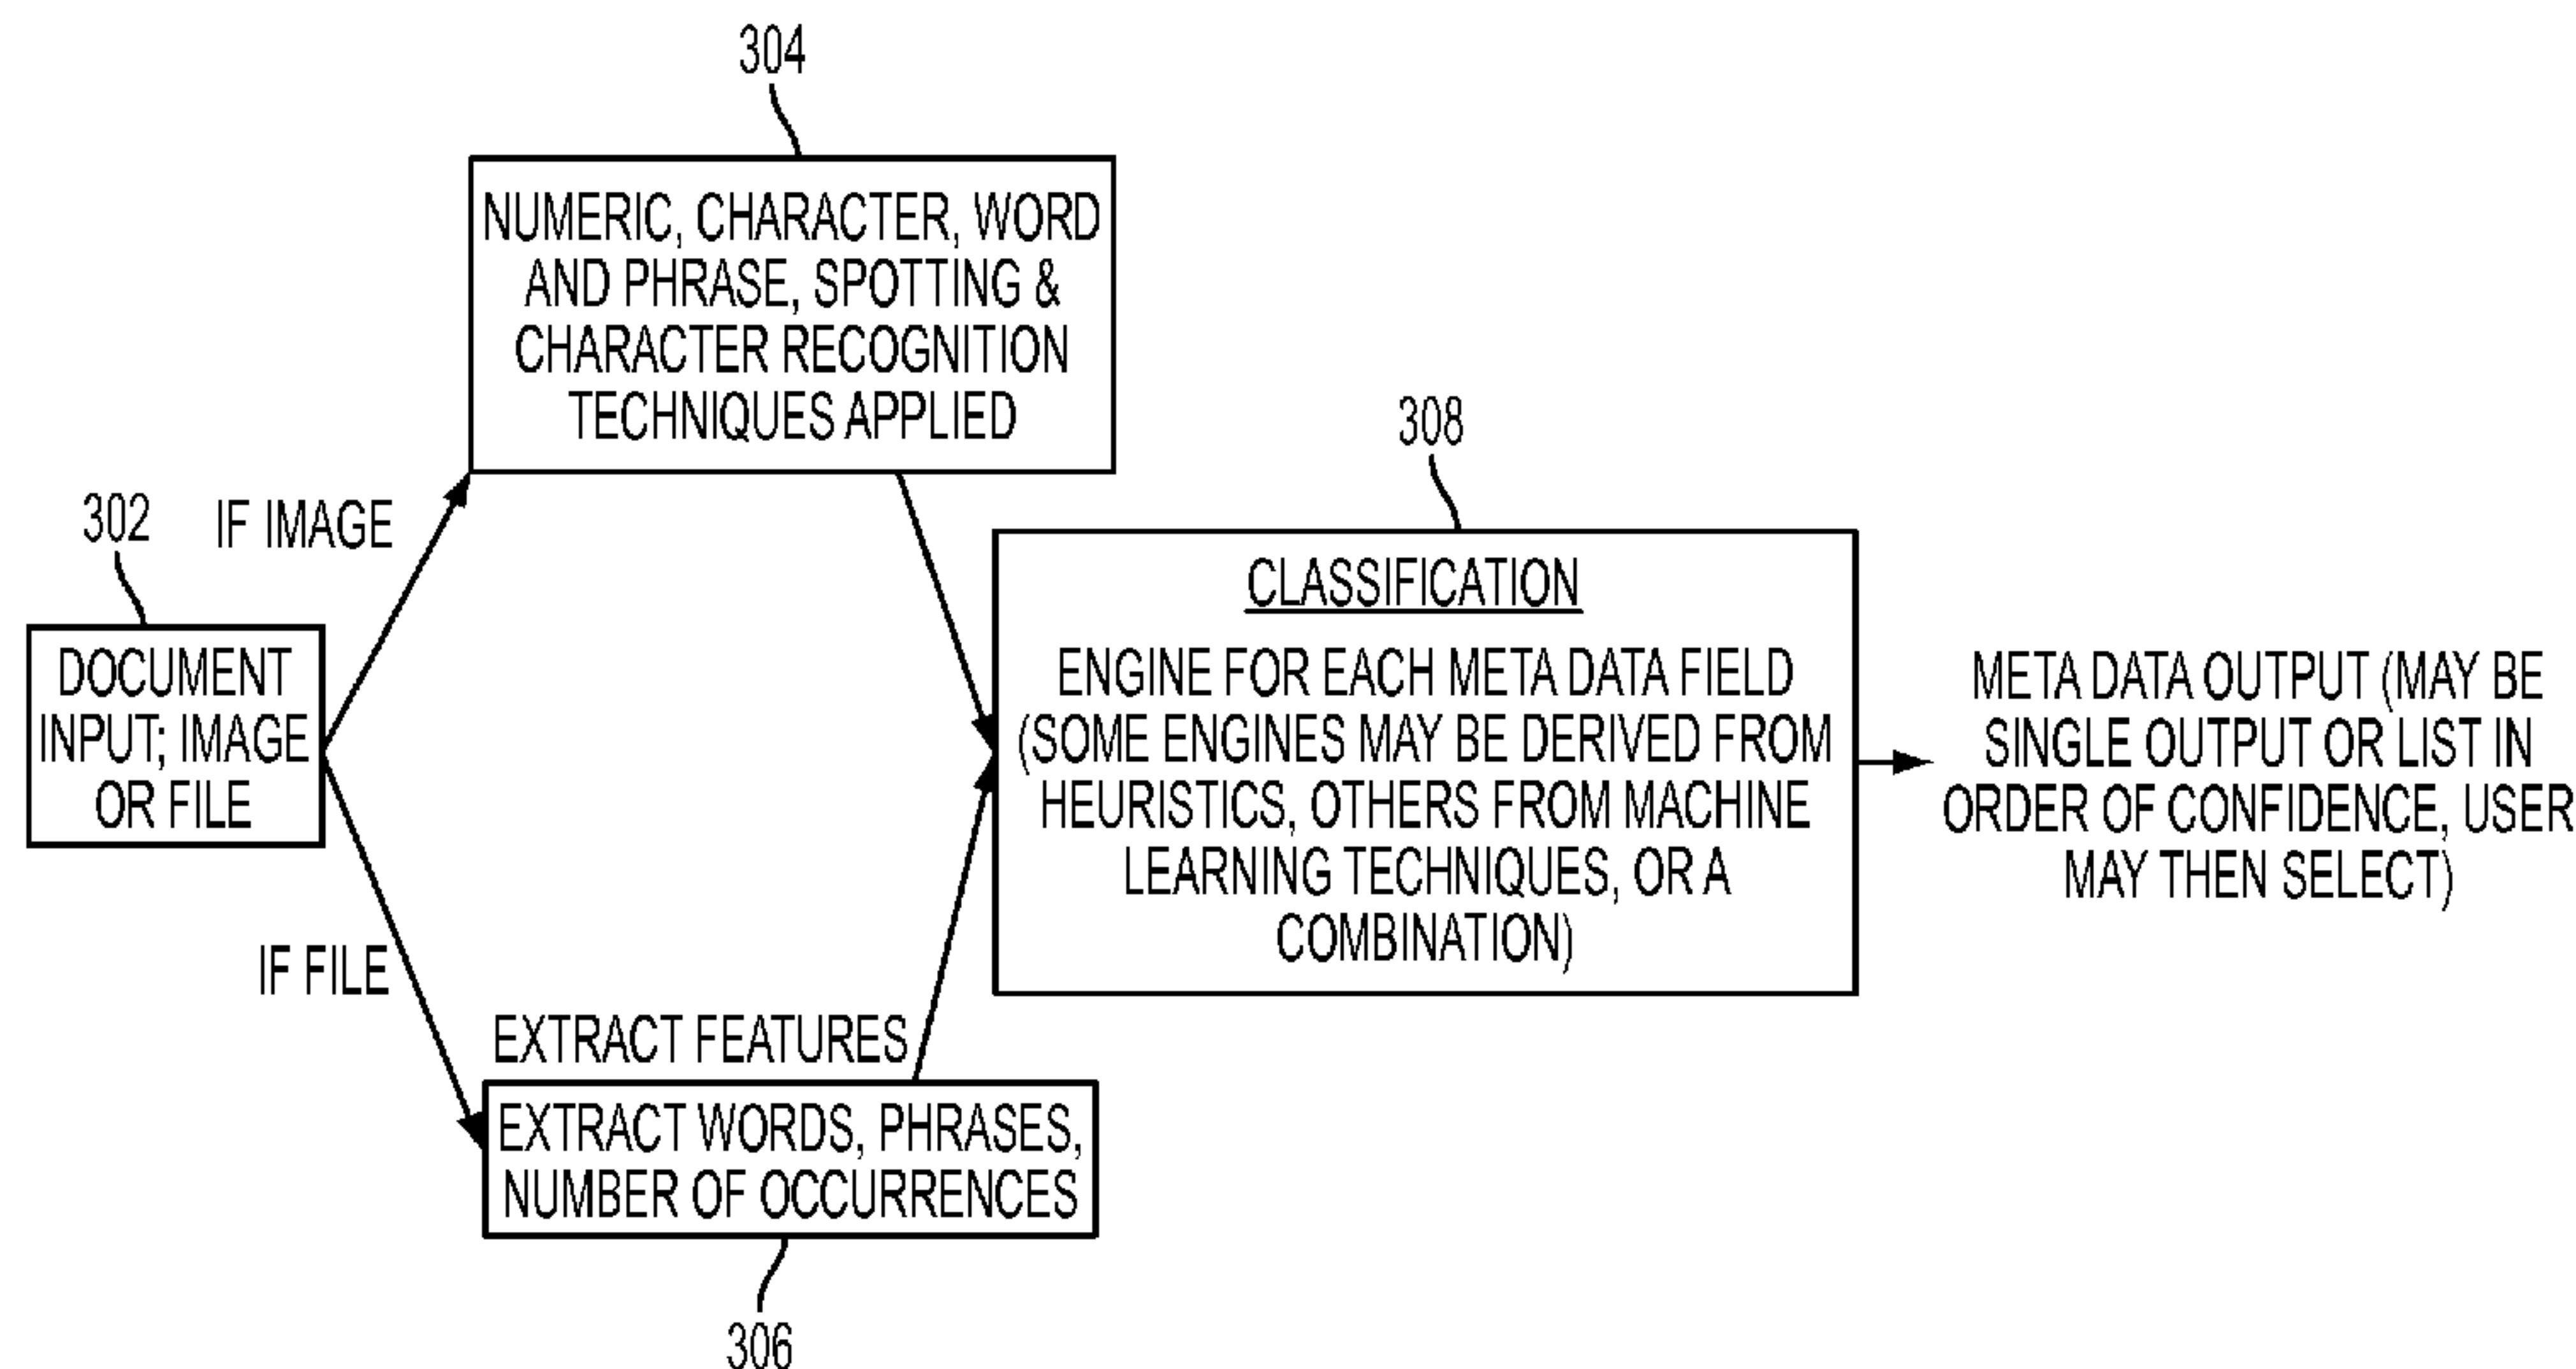 304
NUMERIC, CHARACTER, WORD
AND PHRASE, SPOTTING &
CHARACTER RECOGNITION
TECHNIQUES APPLIED
302
IF IMAGE
DOCUMENT
INPUT; IMAGE
OR FILE
IF FILE
EXTRACT FEATURES
EXTRACT WORDS, PHRASES,
NUMBER OF OCCURRENCES
306
308
CLASSIFICATION
ENGINE FOR EACH META DATA FIELD
(SOME ENGINES MAY BE DERIVED FROM
HEURISTICS, OTHERS FROM MACHINE
LEARNING TECHNIQUES, OR A
COMBINATION)
META DATA OUTPUT (MAY BE
SINGLE OUTPUT OR LIST IN
ORDER OF CONFIDENCE, USER
MAY THEN SELECT)